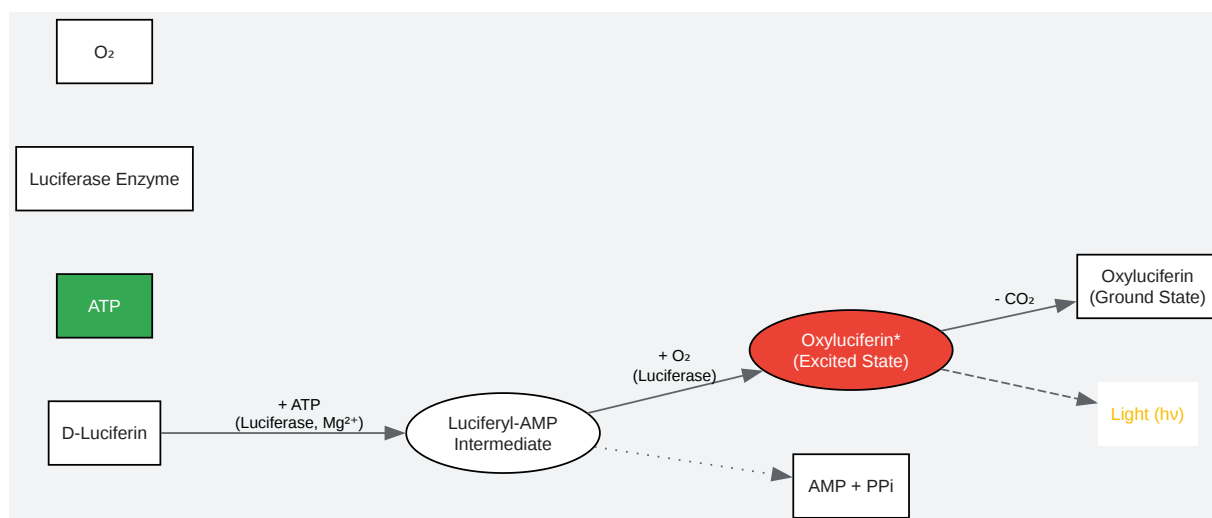 O₂
Luciferase Enzyme
ATP
D-Luciferin
+ ATP
(Luciferase, Mg²⁺)
Luciferyl-AMP
Intermediate
+ O₂
(Luciferase)
AMP + PPi
Oxyluciferin*
(Excited State)
- CO₂
Oxyluciferin
(Ground State)
Light (hν)